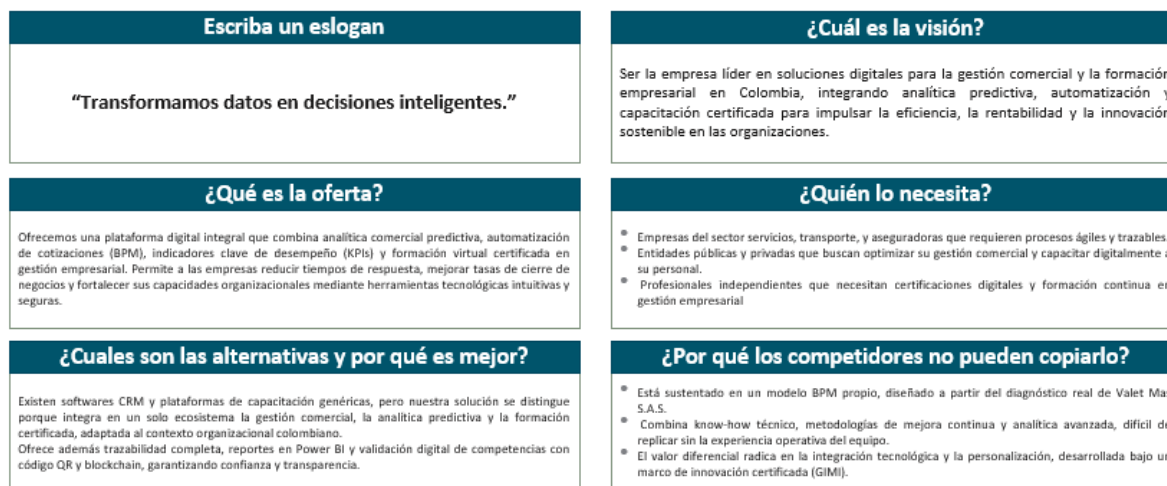 Escriba un eslogan
“Transformamos datos en decisiones inteligentes.”
¿Cuál es la visión?
Ser la empresa líder en soluciones digitales para la gestión comercial y la formación
empresarial en Colombia, integrando analítica predictiva, automatización y
capacitación certificada para impulsar la eficiencia, la rentabilidad y la innovación
sostenible en las organizaciones.
¿Qué es la oferta?
Ofrecemos una plataforma digital integral que combina analítica comercial predictiva, automatización
de cotizaciones (BPM), indicadores clave de desempeño (KPIs) y formación virtual certificada en
gestión empresarial. Permite a las empresas reducir tiempos de respuesta, mejorar tasas de cierre de
negocios y fortalecer sus capacidades organizacionales mediante herramientas tecnológicas intuitivas y
seguras.
¿Quién lo necesita?
Empresas del sector servicios, transporte, y aseguradoras que requieren procesos ágiles y trazables
Entidades públicas y privadas que buscan optimizar su gestión comercial y capacitar digitalmente a
su personal.
Profesionales independientes que necesitan certificaciones digitales y formación continua en
gestión empresarial
¿Cuales son las alternativas y por qué es mejor?
Existen softwares CRM y plataformas de capacitación genéricas, pero nuestra solución se distingue
porque integra en un solo ecosistema la gestión comercial, la analítica predictiva y la formación
certificada, adaptada al contexto organizacional colombiano.
Ofrece además trazabilidad completa, reportes en Power BI y validación digital de competencias con
código QR y blockchain, garantizando confianza y transparencia.
¿Por qué los competidores no pueden copiarlo?
Está sustentado en un modelo BPM propio, diseñado a partir del diagnóstico real de Valet
S.A.S.
Combina know-how técnico, metodologías de mejora continua y analítica avanzada, difícil de
replicar sin la experiencia operativa del equipo.
El valor diferencial radica en la integración tecnológica y la personalización, desarrollada bajo un
marco de innovación certificada (GIMI).